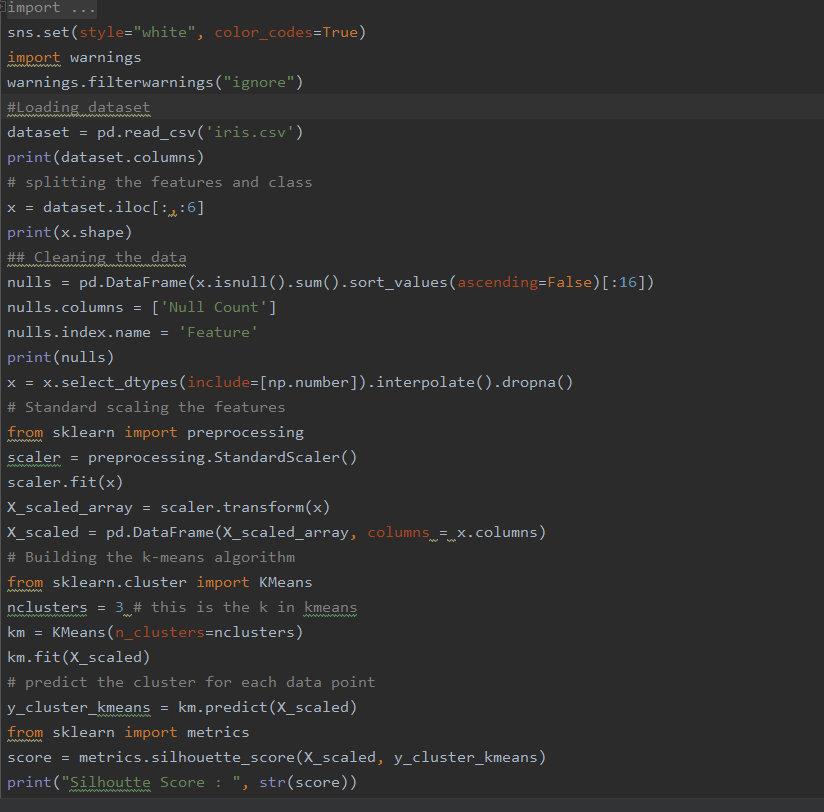 import ...
sns.set(style="white", color_codes=True)
import warnings
warnings.filterwarnings("ignore")
#Loading dataset
dataset = pd.read_csv('iris.csv')
print(dataset.columns)
# splitting the features and class
x = dataset.iloc[:,:6]
print(x.shape)
## Cleaning the data
nulls = pd.DataFrame(x.isnull().sum().sort_values(ascending=False)[:16])
nulls.columns = ['Null Count']
nulls.index.name = 'Feature'
print(nulls)
x = x.select_dtypes(include=[np.number]).interpolate().dropna()
# Standard scaling the features
from sklearn import preprocessing
scaler = preprocessing.StandardScaler()
scaler.fit(x)
X_scaled_array = scaler.transform(x)
X_scaled = pd.DataFrame(X_scaled_array, columns = x.columns)
# Building the k-means algorithm
from sklearn.cluster import KMeans
nclusters = 3 # this is the k in kmeans
km = KMeans(n_clusters=nclusters)
km.fit(X_scaled)
# predict the cluster for each data point
y_cluster_kmeans = km.predict(X_scaled)
from sklearn import metrics
score = metrics.silhouette_score(X_scaled, y_cluster_kmeans)
print("Silhoutte Score : ", str(score))